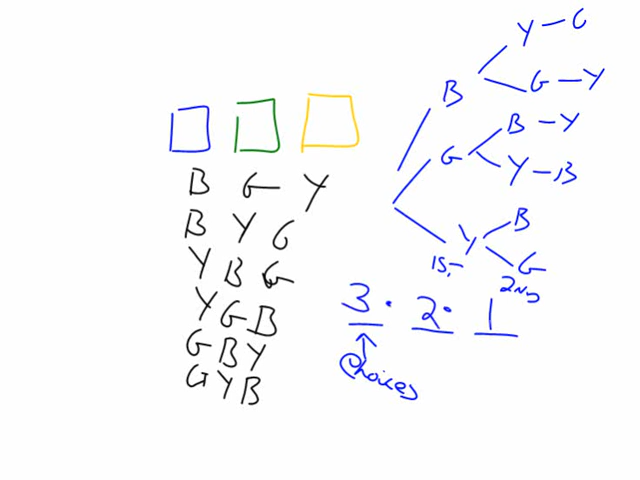 B G Y
B Y G
Y B G
Y G B
G B Y
G Y B
B
Y – G
G – Y
G
B – Y
Y – B
Y
B
G
1st
2nd
3 · 2 · 1
Choices